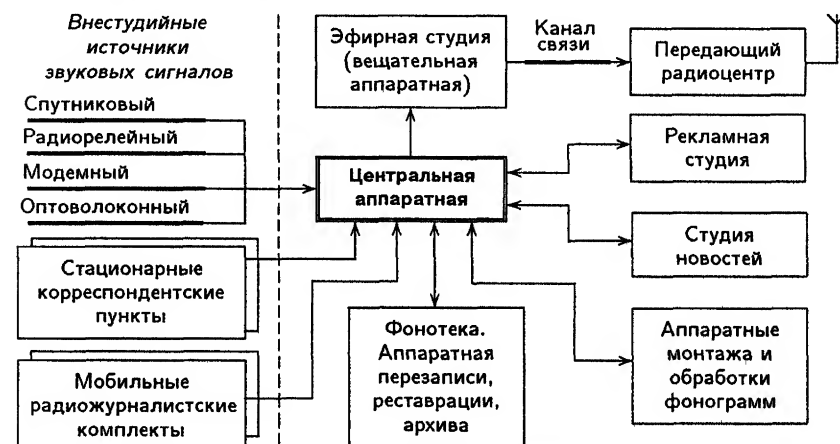 Внестудийные
источники
звуковых сигналов
Спутниковый
Радиорелейный
Модемный
Оптоволоконный
Стационарные
корреспондентские
пункты
Мобильные
радиожурналистские
комплекты
Эфирная студия
(вещательная
аппаратная)
Канал
связи
Передающий
радиоцентр
Центральная
аппаратная
Рекламная
студия
Студия
новостей
Фонотека.
Аппаратная
перезаписи,
реставрации,
архива
Аппаратные
монтажа и
обработки
фонограмм